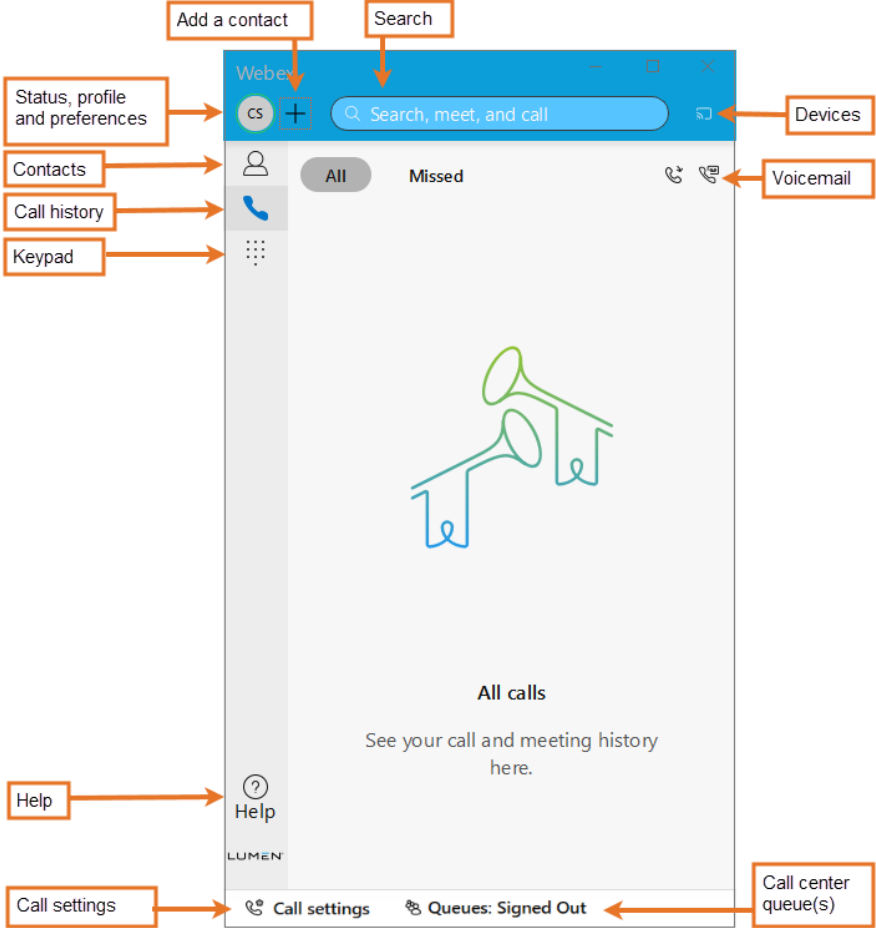 Add a contact
Search
Webex
Status, profile
and preferences
CS
Search, meet, and call
Devices
Contacts
All
Missed
Voicemail
Call history
Keypad
All calls
See your call and meeting history
here.
Help
Help
LUMEN
Call settings
Call settings
Queues: Signed Out
Call center
queue(s)